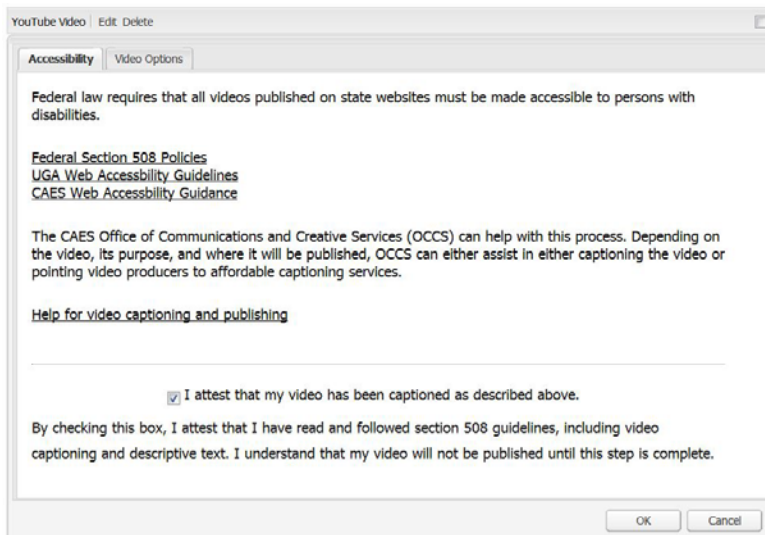 YouTube Video Edit Delete
Accessibility Video Options
Federal law requires that all videos published on state websites must be made accessible to persons with
disabilities.
Federal Section 508 Policies
UGA Web Accessbility Guidelines
CAES Web Accessbility Guidance
The CAES Office of Communications and Creative Services (OCCS) can help with this process. Depending on
the video, its purpose, and where it will be published, OCCS can either assist in either captioning the video or
pointing video producers to affordable captioning services.
Help for video captioning and publishing
I attest that my video has been captioned as described above.
By checking this box, I attest that I have read and followed section 508 guidelines, including video
captioning and descriptive text. I understand that my video will not be published until this step is complete.
OK Cancel